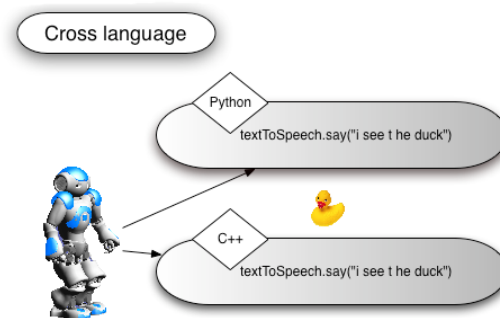 Cross language
Python
textToSpeech.say("i see t he duck")
C++
textToSpeech.say("i see t he duck")